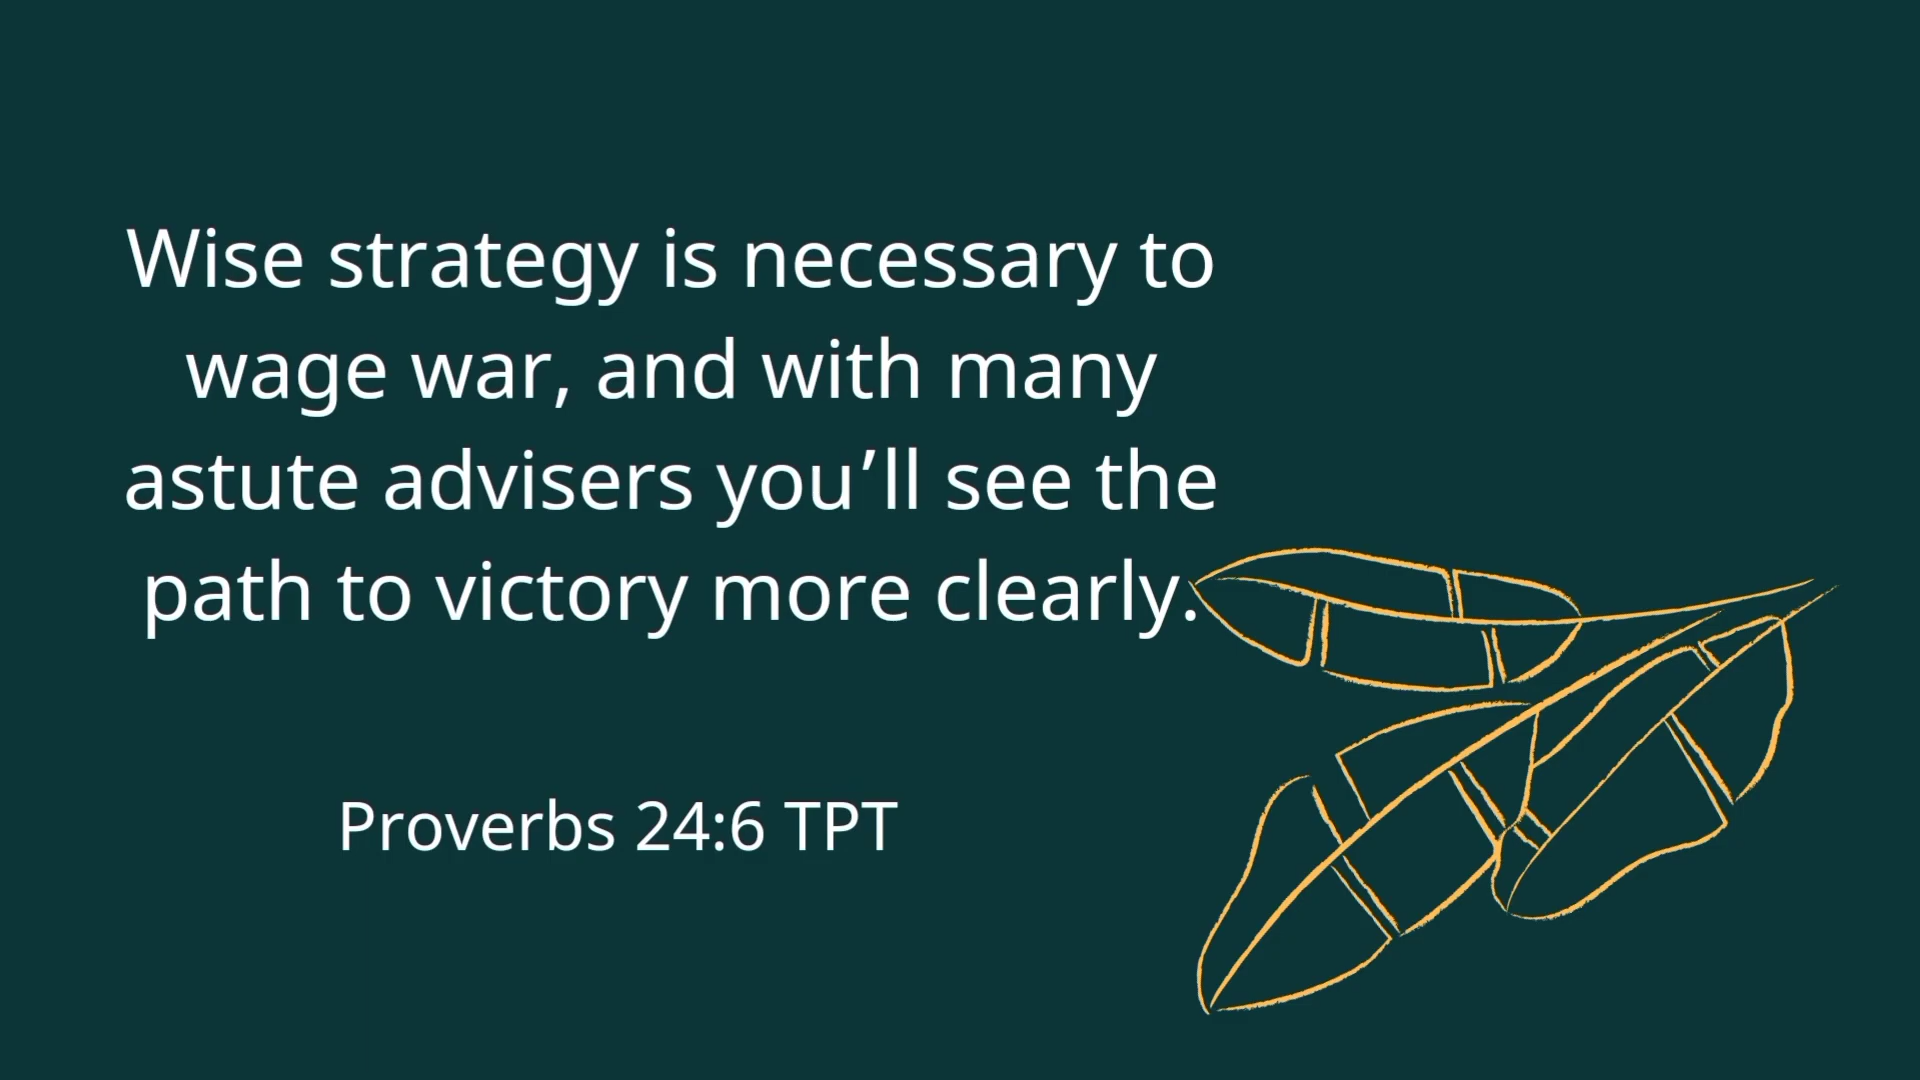 Wise strategy is necessary to
wage war, and with many
astute advisers you’ll see the
path to victory more clearly.
Proverbs 24:6 TPT